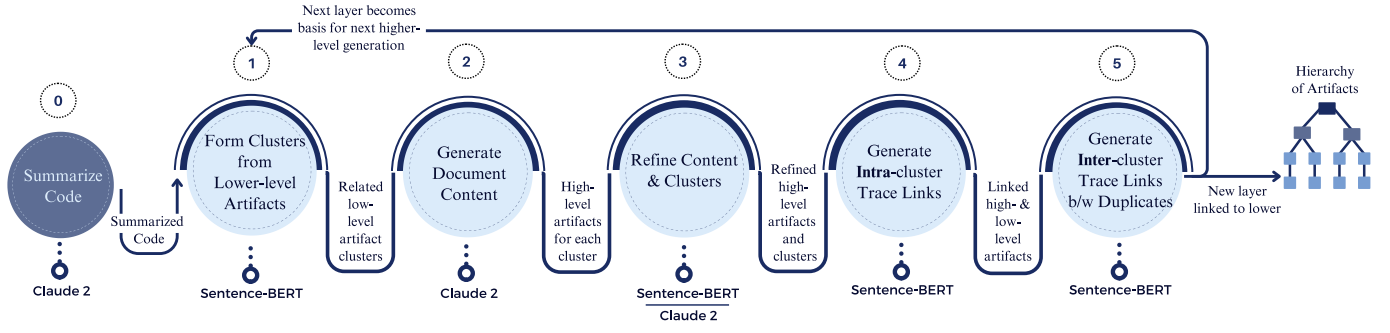 Next layer becomes
basis for next higher-
level generation
0
Summarize
Code
Claude 2
Summarized
Code
1
Form Clusters
from
Lower-level
Artifacts
Sentence-BERT
Related
low-
level
artifact
clusters
2
Generate
Document
Content
Claude 2
High-
level
artifacts
for each
cluster
3
Refine Content
& Clusters
Sentence-BERT
Claude 2
Refined
high-
level
artifacts
and
clusters
4
Generate
Intra-cluster
Trace Links
Sentence-BERT
Linked
high- &
low-
level
artifacts
5
Generate
Inter-cluster
Trace Links
b/w Duplicates
Sentence-BERT
New layer
linked to lower
Hierarchy
of Artifacts